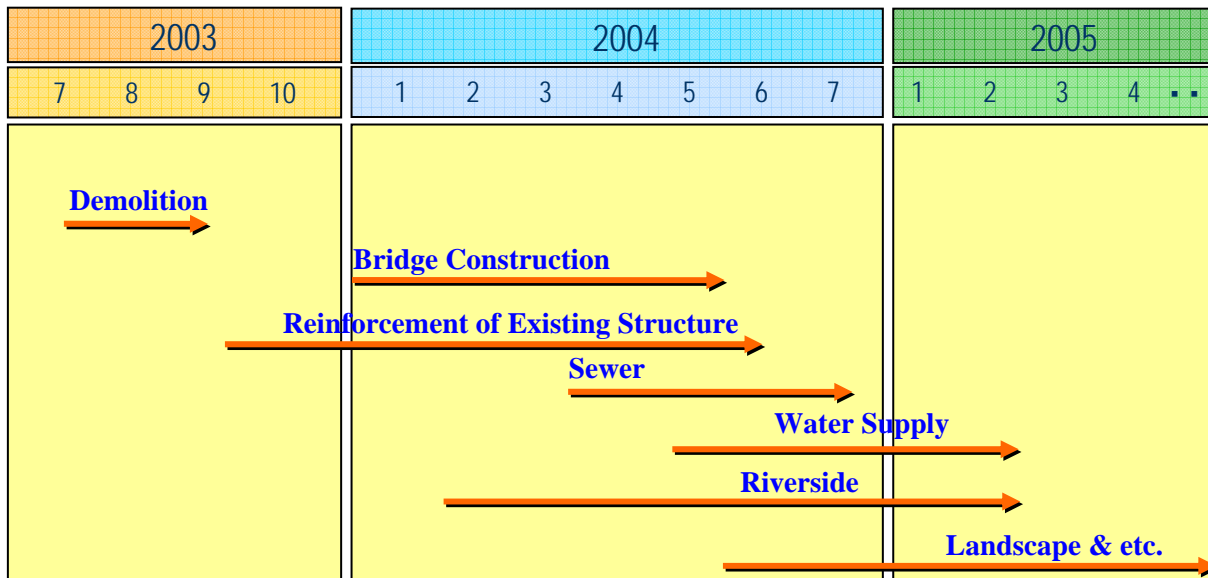 2003 2004 2005
7 8 9 10 1 2 3 4 5 6 7 1 2 3 4 ..
Demolition
Bridge Construction
Reinforcement of Existing Structure
Sewer
Water Supply
Riverside
Landscape & etc.